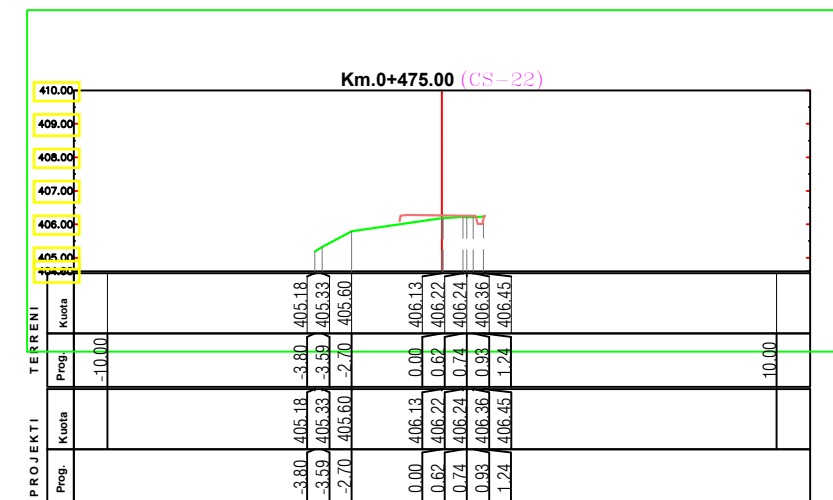 Km.0+475.00 (CS-22)
410.00
409.00
408.00
407.00
406.00
405.00
404.60
TERRENI
Kuota
405.18 405.33 405.60 406.13 406.22 406.24 406.36 406.45
Prog.
-10.00 -3.80 -3.59 -2.70 0.00 0.62 0.74 0.93 1.24 10.00
PROJEKTI
Kuota
405.18 405.33 405.60 406.13 406.22 406.24 406.36 406.45
Prog.
-3.80 -3.59 -2.70 0.00 0.62 0.74 0.93 1.24